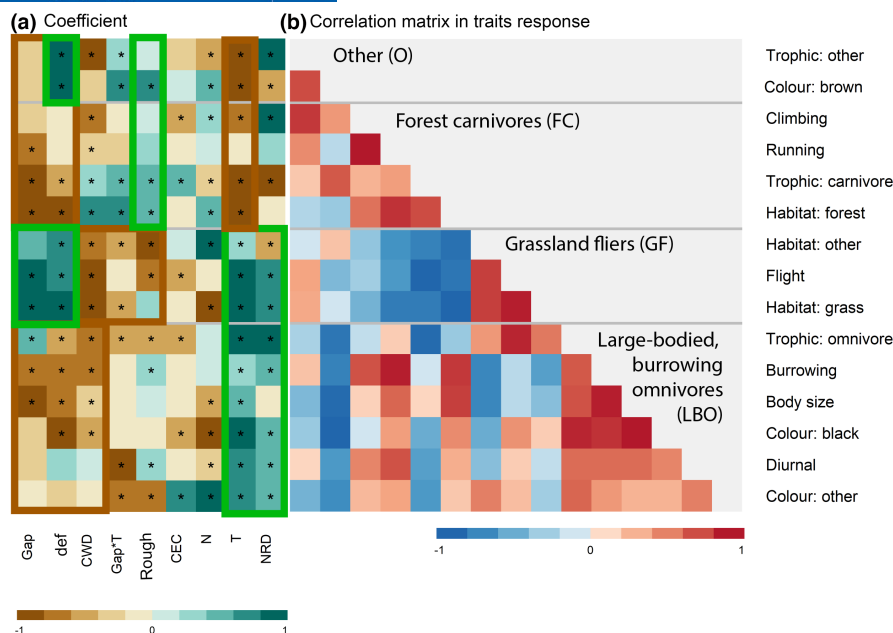 (a) Coefficient
(b) Correlation matrix in traits response
Other (O)
Forest carnivores (FC)
Grassland fliers (GF)
Large-bodied,
burrowing
omnivores
(LBO)
Trophic: other
Colour: brown
Climbing
Running
Trophic: carnivore
Habitat: forest
Habitat: other
Flight
Habitat: grass
Trophic: omnivore
Burrowing
Body size
Colour: black
Diurnal
Colour: other
Gap
def
CWD
Gap*T
Rough
CEC
N
T
NRD
-1 0 1
-1 0 1